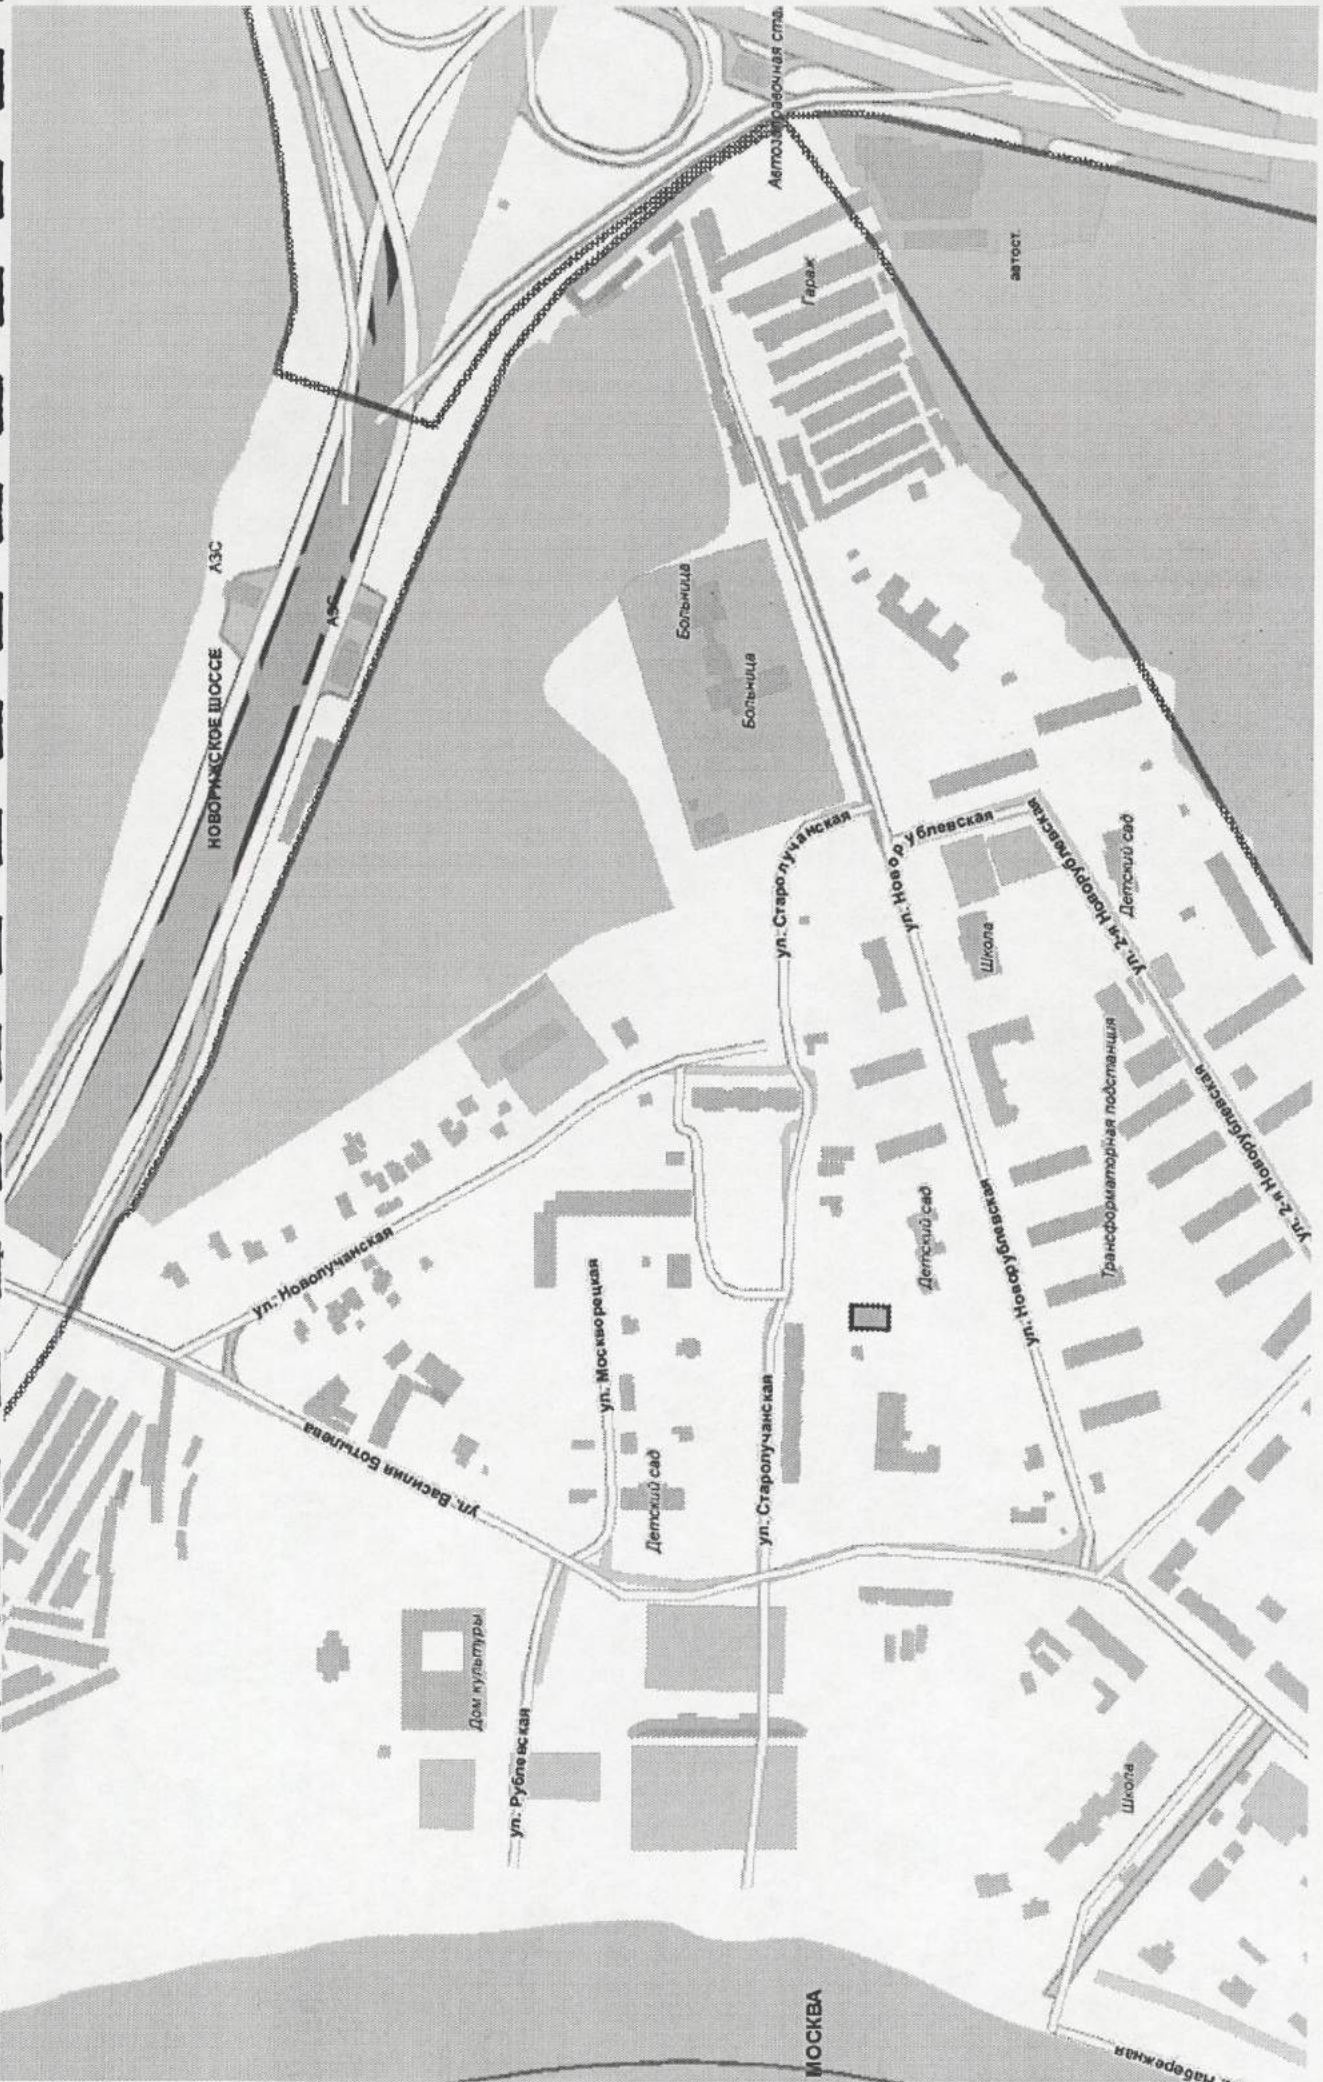 Автозаправочная ста
автост.
Гараж
НОВОРИЖСКОЕ ШОССЕ
АЗС
АЗС
Больница
Больница
ул. Старолучанская
ул. Новорублевская
ул. 2-я Новорублевская
Детский сад
Школа
Трансформаторная подстанция
ул. 2-я Новорублевская
ул. Новолучанская
Детский сад
ул. Новорублевская
ул. Москворецкая
ул. Василия Ботылева
Детский сад
ул. Старолучанская
Дом культуры
ул. Рублевская
Школа
МОСКВА
Набережная